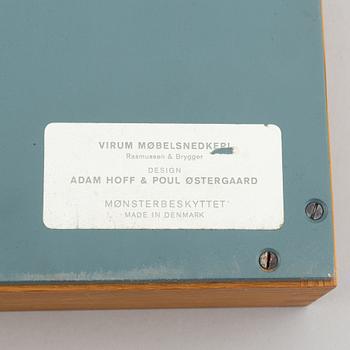 VIRUM MØBELSNEDKERI
Rasmussen & Brygger
DESIGN
ADAM HOFF & POUL ØSTERGAARD
MØNSTERBESKYTTET
MADE IN DENMARK